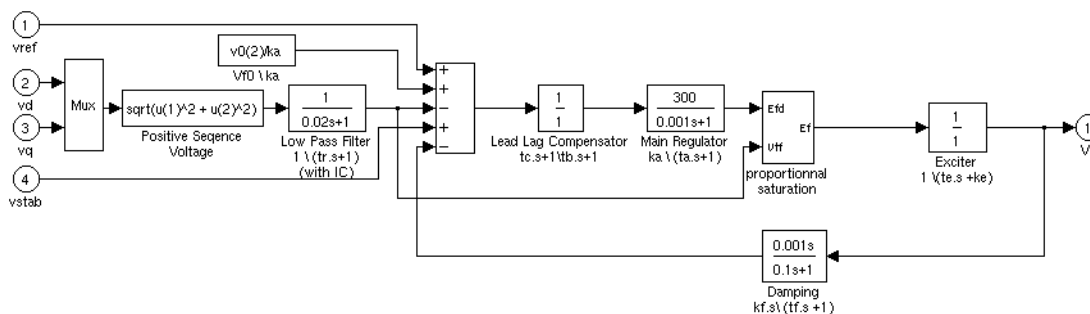 1
vref
v0(2)/ka
Vf0 \ ka
2
vd
3
vq
Mux
sqrt(u(1)^2 + u(2)^2)
Positive Seqence
Voltage
1
0.02s+1
Low Pass Filter
1 \ (tr.s+1)
(with IC)
4
vstab
+
+
−
+
−
1
1
Lead Lag Compensator
tc.s+1\tb.s+1
300
0.001s+1
Main Regulator
ka \ (ta.s+1)
Efd
Ef
Vff
proportionnal
saturation
1
1
Exciter
1 \(te.s +ke)
1
0.001s
0.1s+1
Damping
kf.s\ (tf.s +1)